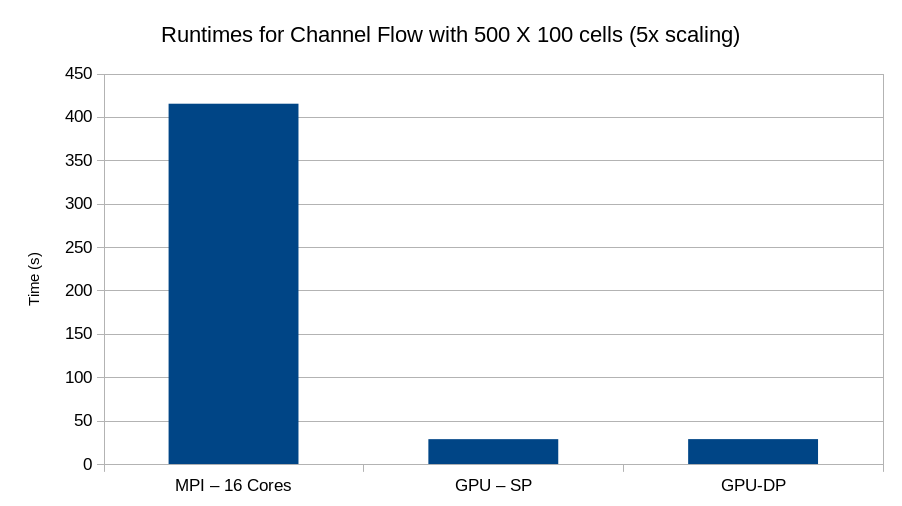 Runtimes for Channel Flow with 500 X 100 cells (5x scaling)
450
400
350
300
250
200
150
100
50
0
Time (s)
MPI – 16 Cores
GPU – SP
GPU-DP